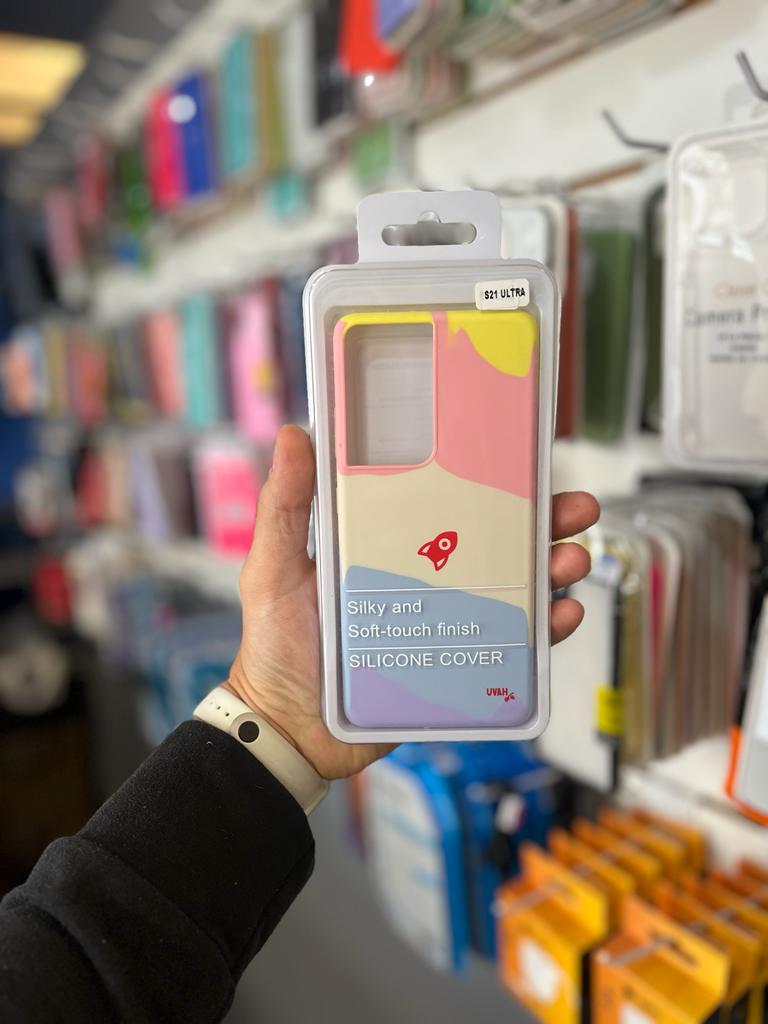 S21 ULTRA
Silky and
Soft-touch finish
SILICONE COVER
UVAH